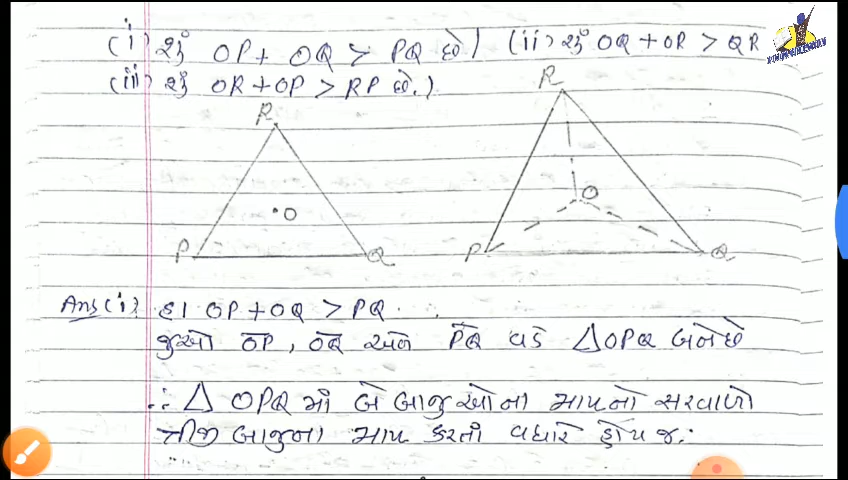 (i) શું OP + OQ > PQ છે? (ii) શું OQ + OR > QR
(iii) શું OR + OP > RP છે.?
R
R
O
O
P
Q
P
Q
Ans (i) હા OP + OQ > PQ.
જુઓ OP, OQ અને PQ વડે △OPQ બને છે
∴ △ OPQ માં બે બાજુઓના માપનો સરવાળો
ત્રીજી બાજુના માપ કરતાં વધારે હોય જ.